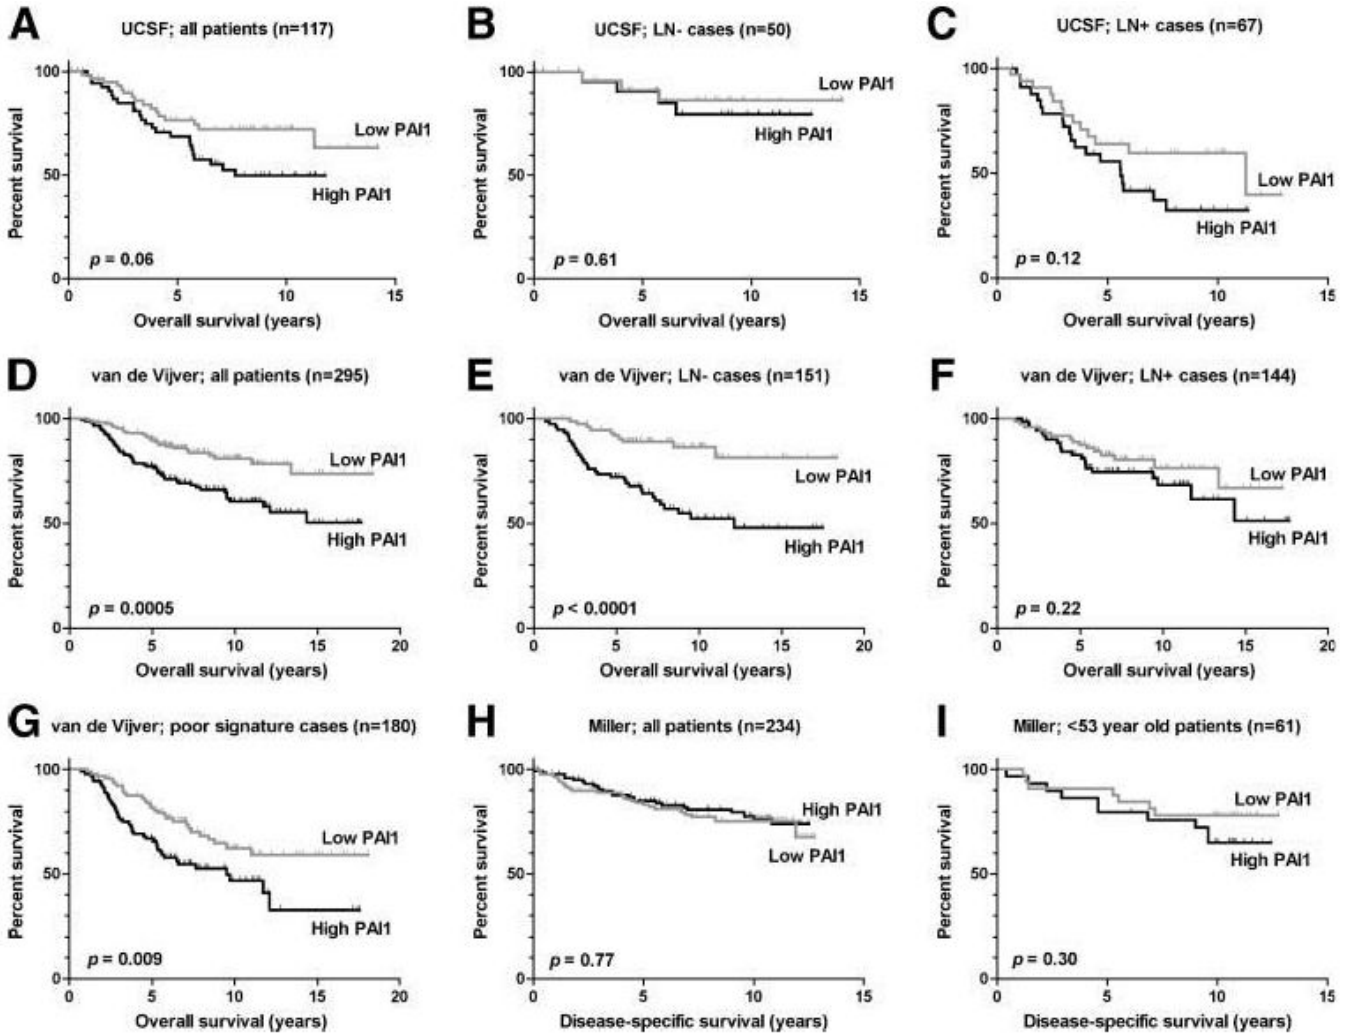 A UCSF; all patients (n=117)
Percent survival
100
50
0
Low PAI1
High PAI1
p = 0.06
0 5 10 15
Overall survival (years)
B UCSF; LN- cases (n=50)
Percent survival
100
50
0
Low PAI1
High PAI1
p = 0.61
0 5 10 15
Overall survival (years)
C UCSF; LN+ cases (n=67)
Percent survival
100
50
0
Low PAI1
High PAI1
p = 0.12
0 5 10 15
Overall survival (years)
D van de Vijver; all patients (n=295)
Percent survival
100
50
0
Low PAI1
High PAI1
p = 0.0005
0 5 10 15 20
Overall survival (years)
E van de Vijver; LN- cases (n=151)
Percent survival
100
50
0
Low PAI1
High PAI1
p < 0.0001
0 5 10 15 20
Overall survival (years)
F van de Vijver; LN+ cases (n=144)
Percent survival
100
50
0
Low PAI1
High PAI1
p = 0.22
0 5 10 15 20
Overall survival (years)
G van de Vijver; poor signature cases (n=180)
Percent survival
100
50
0
Low PAI1
High PAI1
p = 0.009
0 5 10 15 20
Overall survival (years)
H Miller; all patients (n=234)
Percent survival
100
50
0
High PAI1
Low PAI1
p = 0.77
0 5 10 15
Disease-specific survival (years)
I Miller; <53 year old patients (n=61)
Percent survival
100
50
0
Low PAI1
High PAI1
p = 0.30
0 5 10 15
Disease-specific survival (years)